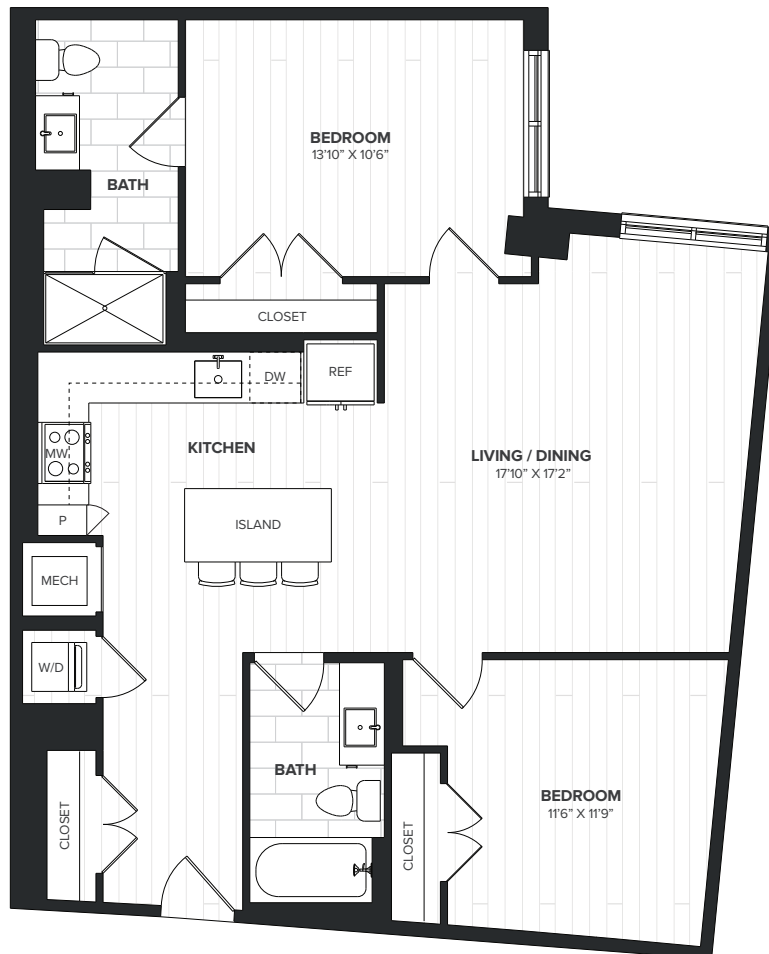 BEDROOM
13’10” X 10’6”
BATH
CLOSET
DW
REF
KITCHEN
MW
LIVING / DINING
17’10” X 17’2”
P
ISLAND
MECH
W/D
BATH
BEDROOM
11’6” X 11’9”
CLOSET
CLOSET